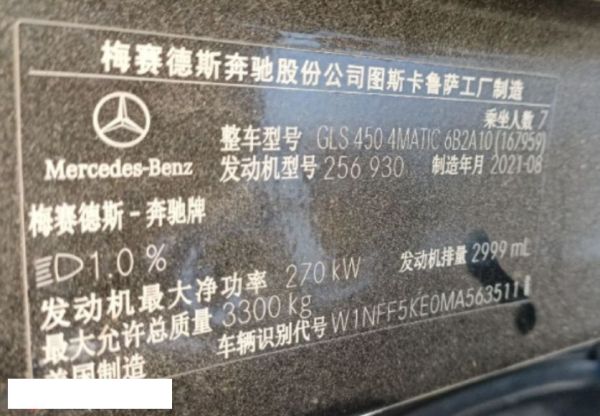 梅赛德斯奔驰股份公司图斯卡鲁萨工厂制造
乘坐人数 7
整车型号 GLS 450 4MATIC 6B2A10 (167959)
Mercedes-Benz
发动机型号 256 930 制造年月 2021-08
梅赛德斯-奔驰牌
1.0 %
发动机最大净功率 270 kW 发动机排量 2999 mL
最大允许总质量 3300 kg
车辆识别代号 W1NFF5KE0MA563511
美国制造